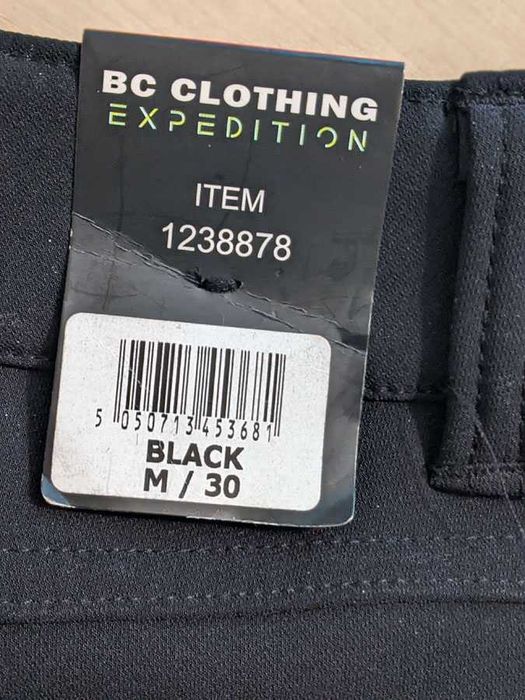 BC CLOTHING
EXPEDITION
ITEM
1238878
5 050713 453681
BLACK
M / 30